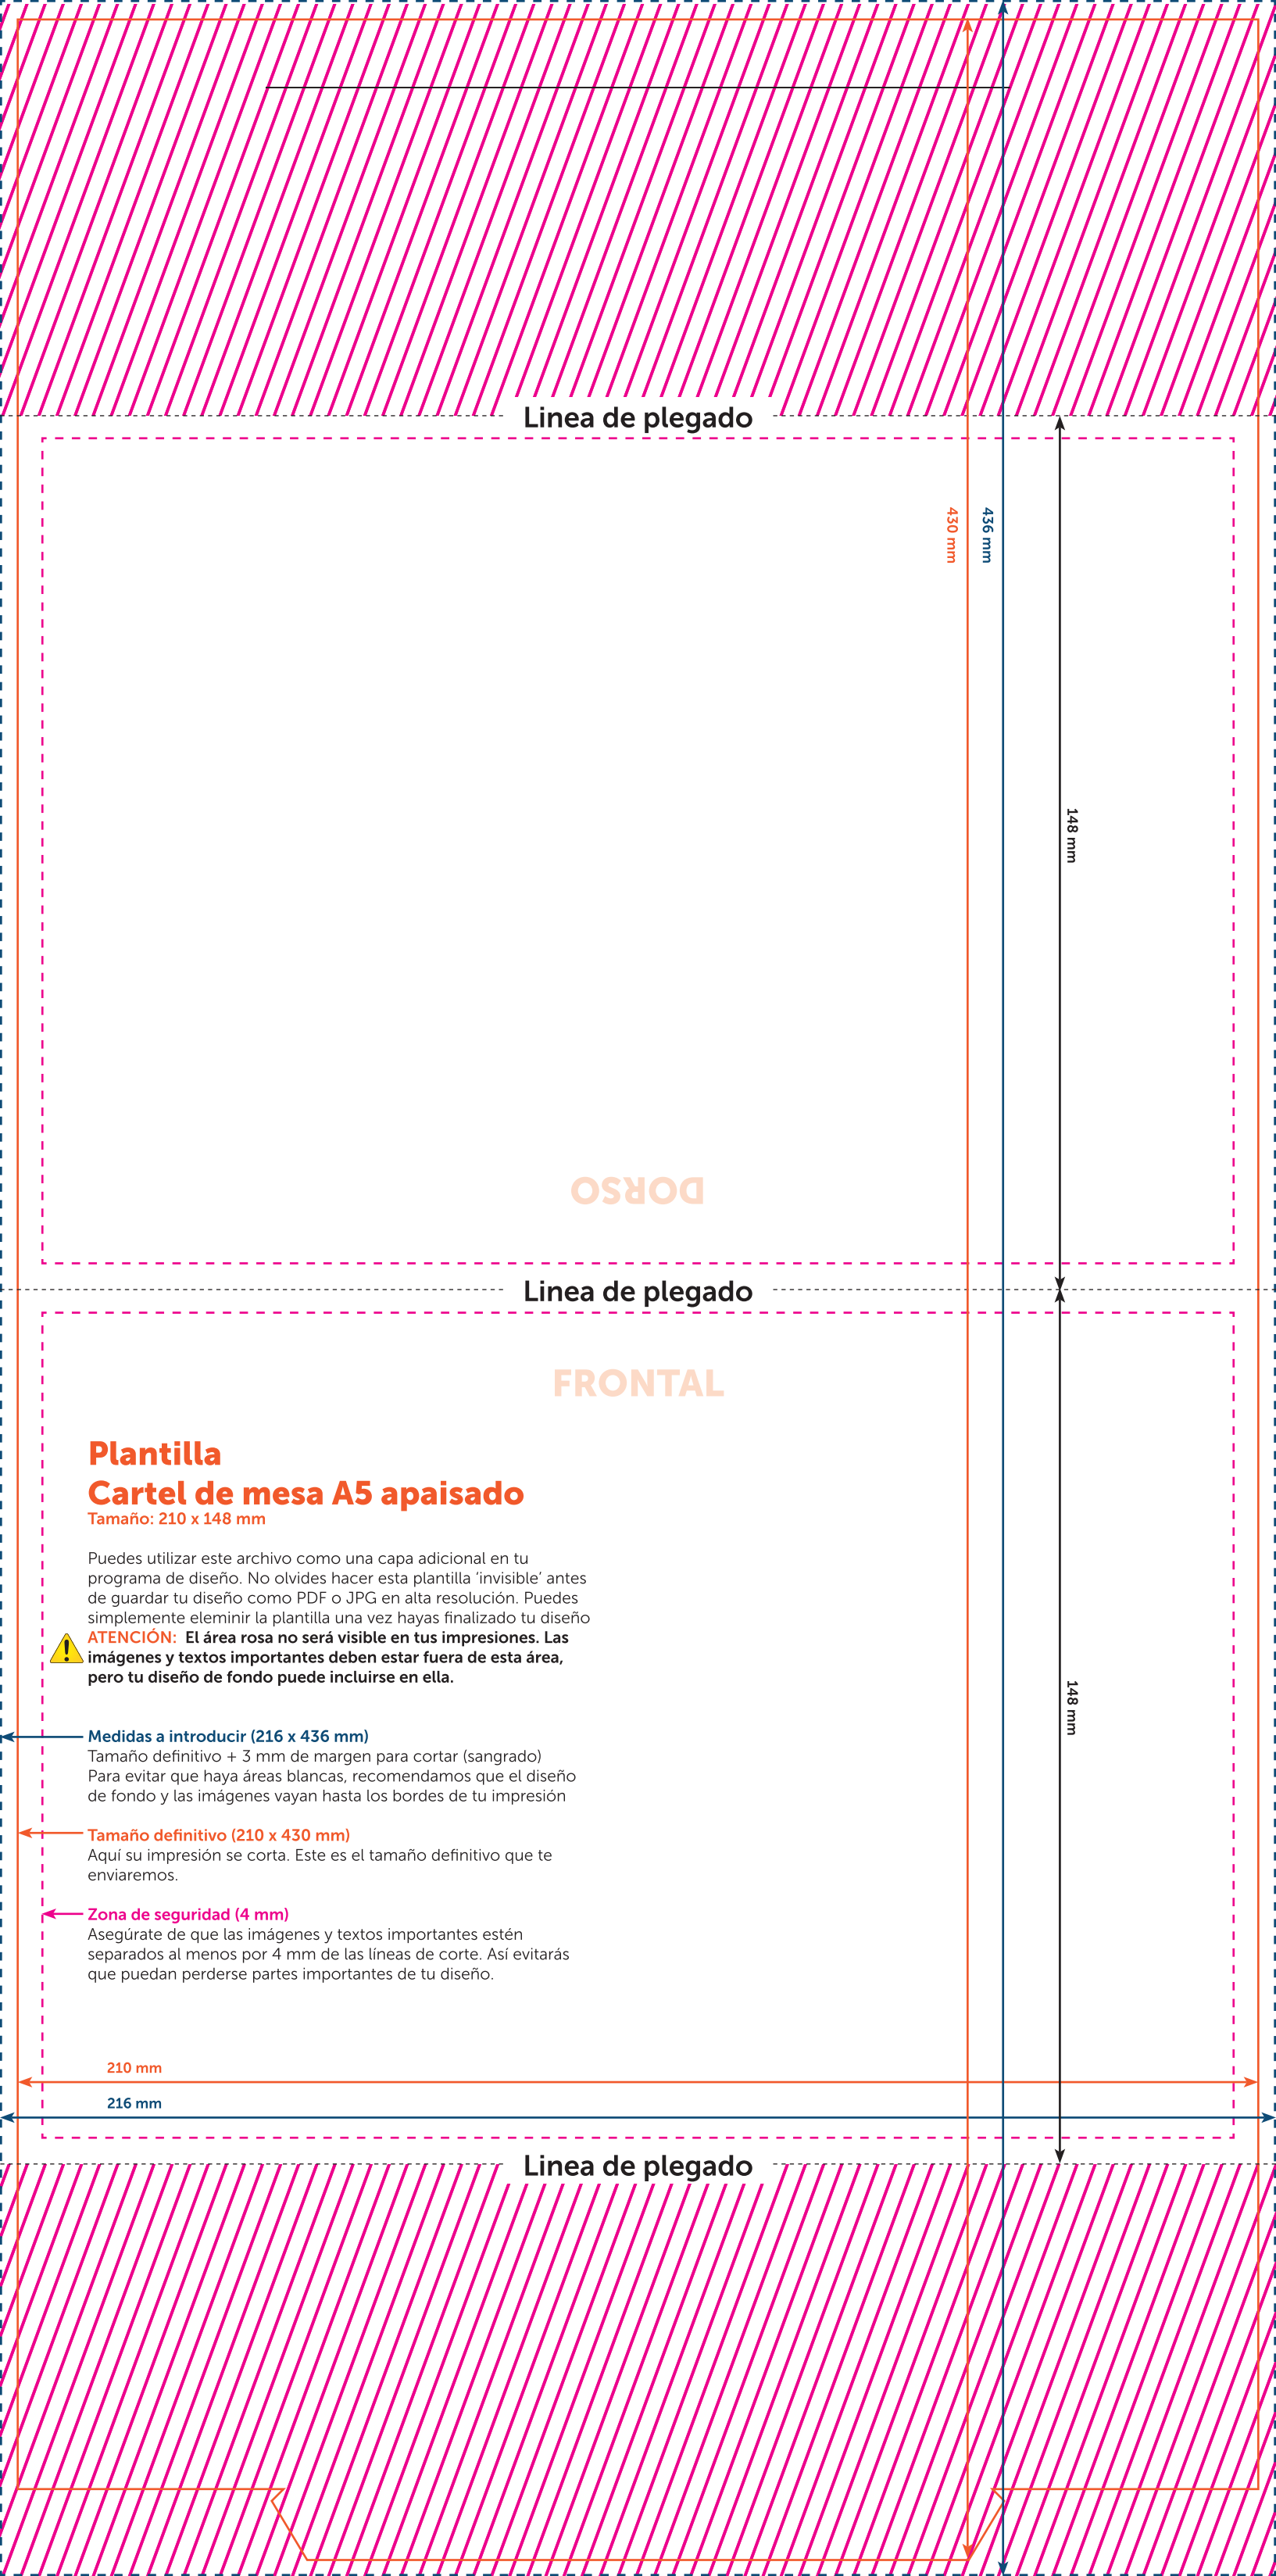 Linea de plegado
430 mm
436 mm
148 mm
DORSO
Linea de plegado
FRONTAL
Plantilla
Cartel de mesa A5 apaisado
Tamaño: 210 x 148 mm
Puedes utilizar este archivo como una capa adicional en tu
programa de diseño. No olvides hacer esta plantilla ‘invisible’ antes
de guardar tu diseño como PDF o JPG en alta resolución. Puedes
simplemente eleminir la plantilla una vez hayas finalizado tu diseño
ATENCIÓN: El área rosa no será visible en tus impresiones. Las
imágenes y textos importantes deben estar fuera de esta área,
pero tu diseño de fondo puede incluirse en ella.
148 mm
Medidas a introducir (216 x 436 mm)
Tamaño definitivo + 3 mm de margen para cortar (sangrado)
Para evitar que haya áreas blancas, recomendamos que el diseño
de fondo y las imágenes vayan hasta los bordes de tu impresión
Tamaño definitivo (210 x 430 mm)
Aquí su impresión se corta. Este es el tamaño definitivo que te
enviaremos.
Zona de seguridad (4 mm)
Asegúrate de que las imágenes y textos importantes estén
separados al menos por 4 mm de las líneas de corte. Así evitarás
que puedan perderse partes importantes de tu diseño.
210 mm
216 mm
Linea de plegado